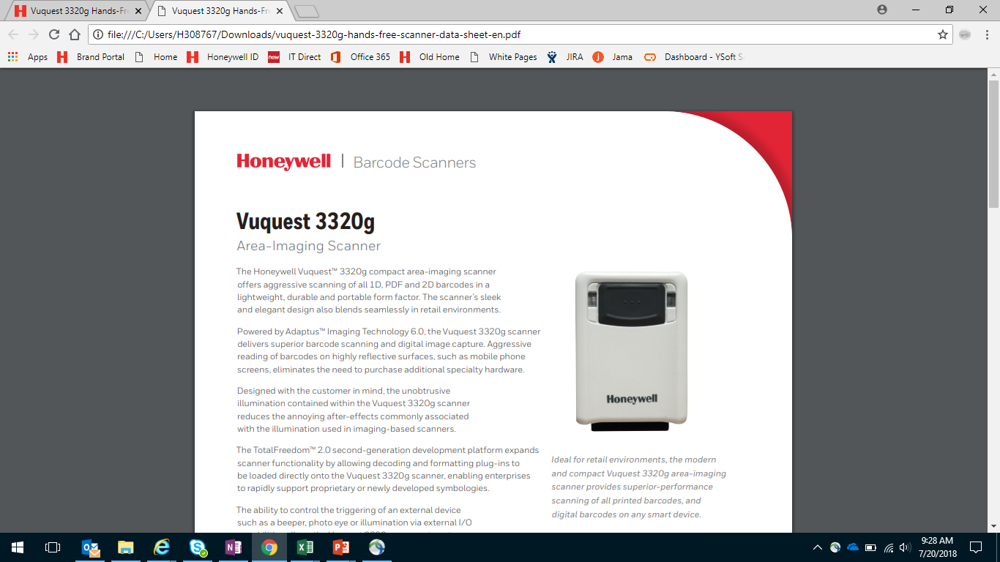 Vuquest 3320g Hands-Fr
Vuquest 3320g Hands-Fr
file:///C:/Users/H308767/Downloads/vuquest-3320g-hands-free-scanner-data-sheet-en.pdf
Apps
Brand Portal
Home
Honeywell ID
now
IT Direct
Office 365
Old Home
White Pages
JIRA
Jama
Dashboard - YSoft S
Honeywell | Barcode Scanners
Vuquest 3320g
Area-Imaging Scanner
The Honeywell Vuquest™ 3320g compact area-imaging scanner
offers aggressive scanning of all 1D, PDF and 2D barcodes in a
lightweight, durable and portable form factor. The scanner's sleek
and elegant design also blends seamlessly in retail environments.
Powered by Adaptus™ Imaging Technology 6.0, the Vuquest 3320g scanner
delivers superior barcode scanning and digital image capture. Aggressive
reading of barcodes on highly reflective surfaces, such as mobile phone
screens, eliminates the need to purchase additional specialty hardware.
Designed with the customer in mind, the unobtrusive
illumination contained within the Vuquest 3320g scanner
reduces the annoying after-effects commonly associated
with the illumination used in imaging-based scanners.
The TotalFreedom™ 2.0 second-generation development platform expands
scanner functionality by allowing decoding and formatting plug-ins to
be loaded directly onto the Vuquest 3320g scanner, enabling enterprises
to rapidly support proprietary or newly developed symbologies.
The ability to control the triggering of an external device
such as a beeper, photo eye or illumination via external I/O
Honeywell
Ideal for retail environments, the modern
and compact Vuquest 3320g area-imaging
scanner provides superior-performance
scanning of all printed barcodes, and
digital barcodes on any smart device.
9:28 AM
7/20/2018